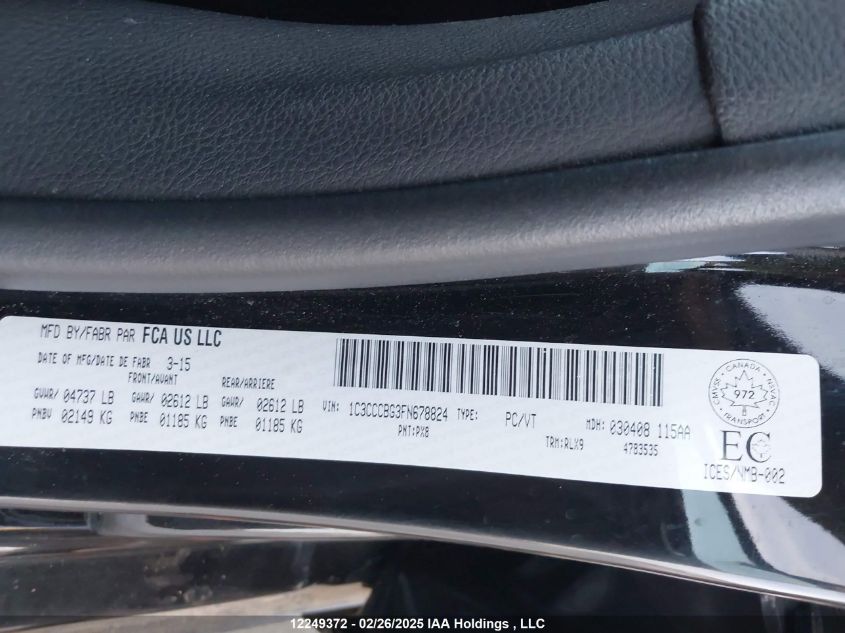 MFD BY/FABR PAR FCA US LLC
DATE OF MFG/DATE DE FABR 3-15
FRONT/AVANT REAR/ARRIERE
GVWR/ 04737 LB GAWR/ 02612 LB GAWR/ 02612 LB
PNBV 02149 KG PNBE 01185 KG PNBE 01185 KG
VIN: 1C3CCCBG3FN678824 TYPE: PC/VT MDH: 030408 115AA
PNT:PX8 TRM:RLX9 4783535
CANADA
972
TRANSPORT
EC
ICES/NMB-002
12249372 - 02/26/2025 IAA Holdings , LLC